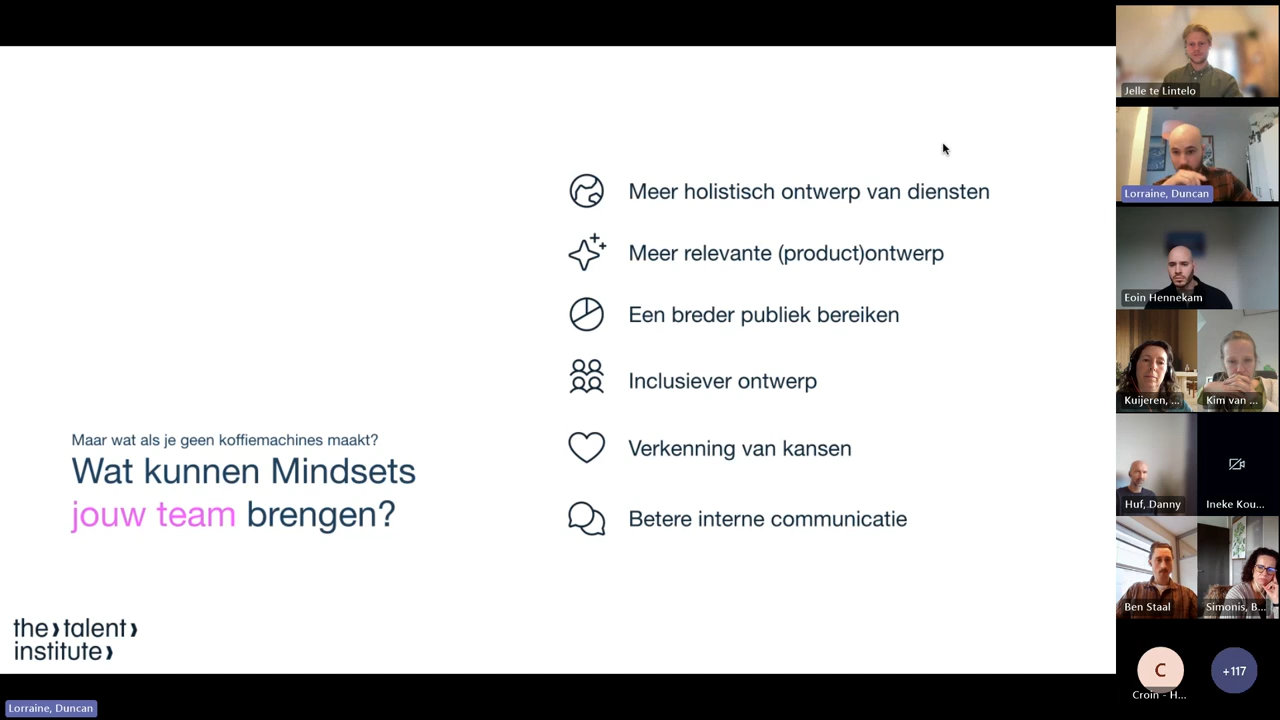 Maar wat als je geen koffiemachines maakt?
Wat kunnen Mindsets
jouw team brengen?
Meer holistisch ontwerp van diensten
Meer relevante (product)ontwerp
Een breder publiek bereiken
Inclusiever ontwerp
Verkenning van kansen
Betere interne communicatie
the talent
institute
Lorraine, Duncan
Jelle te Lintelo
Lorraine, Duncan
Eoin Hennekam
Kuijeren, ...
Kim van ...
Huf, Danny
Ineke Kou...
Ben Staal
Simonis, B...
C
Croin - H...
+117